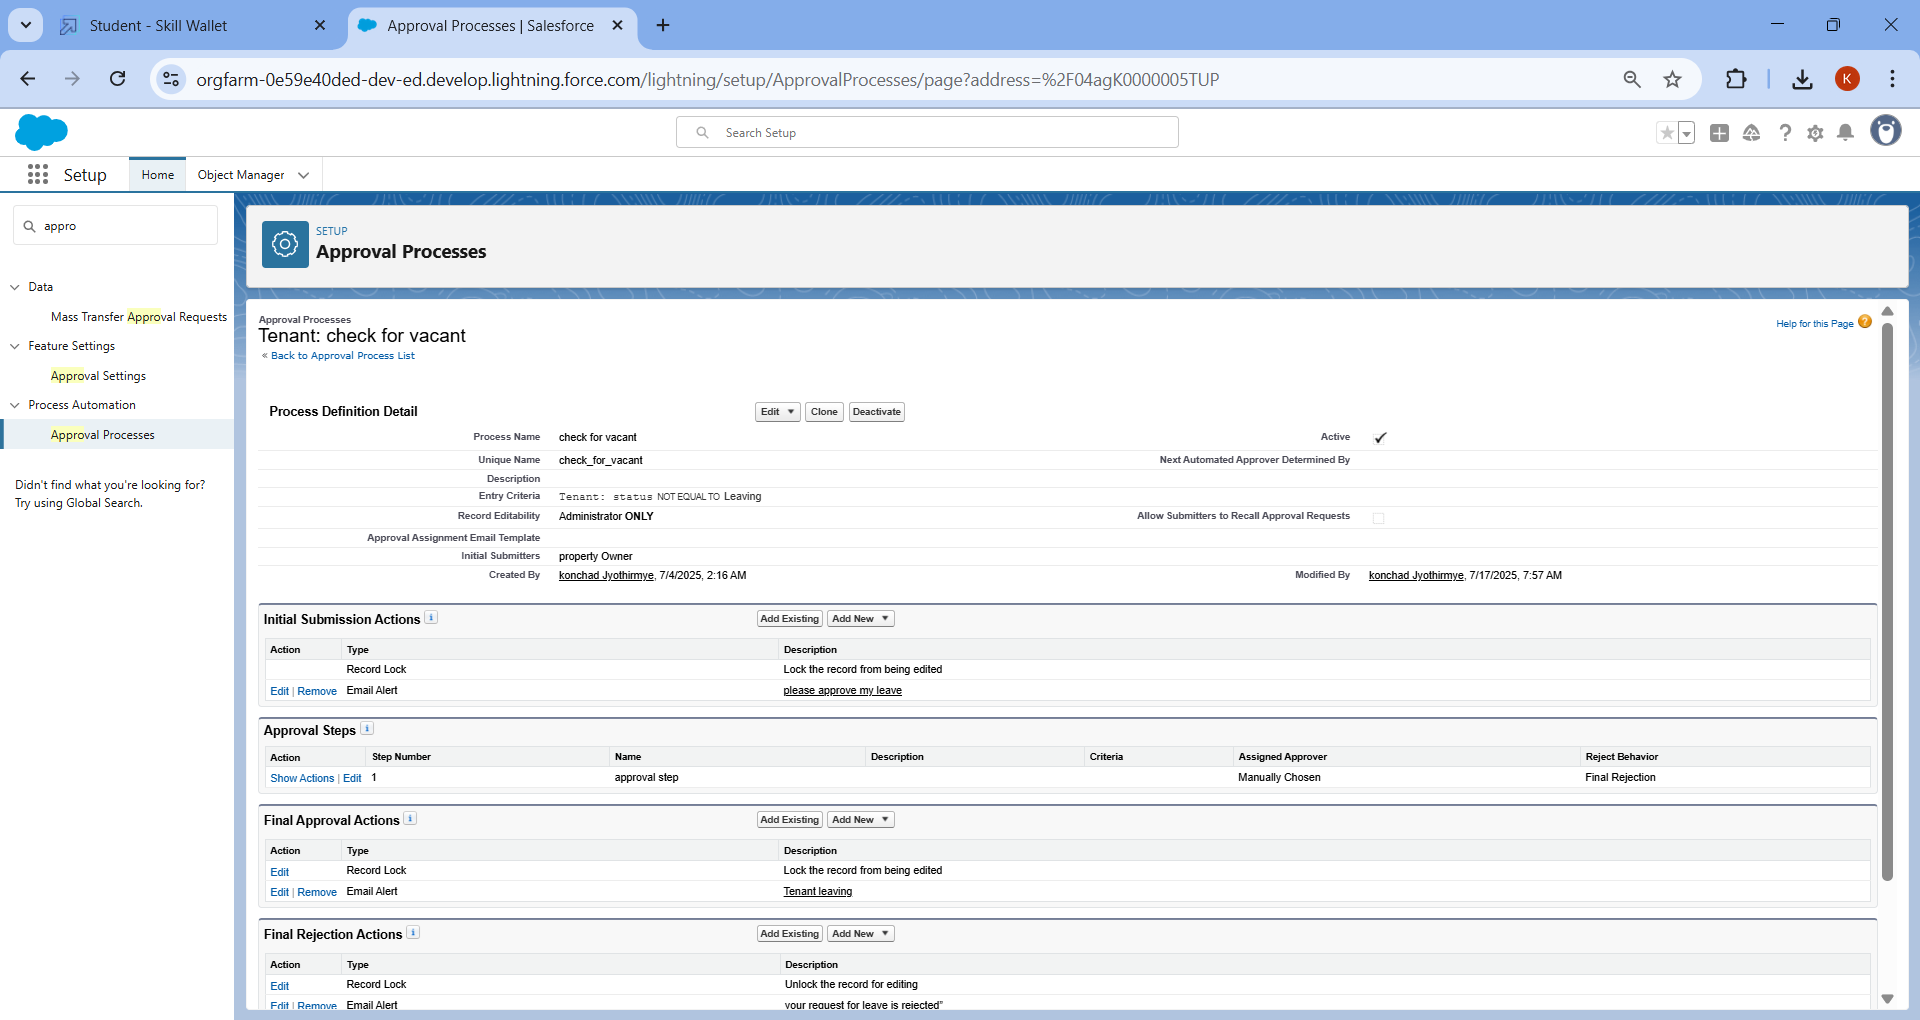 Student - Skill Wallet
Approval Processes | Salesforce
orgfarm-0e59e40ded-dev-ed.develop.lightning.force.com/lightning/setup/ApprovalProcesses/page?address=%2F04agK0000005TUP
K
Search Setup
Setup
Home
Object Manager
appro
Data
Mass Transfer Approval Requests
Feature Settings
Approval Settings
Process Automation
Approval Processes
Didn't find what you're looking for?
Try using Global Search.
SETUP
Approval Processes
Approval Processes
Tenant: check for vacant
« Back to Approval Process List
Help for this Page ?
Process Definition Detail
Edit Clone Deactivate
Process Name check for vacant Active
Unique Name check_for_vacant Next Automated Approver Determined By
Description
Entry Criteria Tenant: status NOT EQUAL TO Leaving
Record Editability Administrator ONLY Allow Submitters to Recall Approval Requests
Approval Assignment Email Template
Initial Submitters property Owner
Created By konchad Jyothirmye, 7/4/2025, 2:16 AM Modified By konchad Jyothirmye, 7/17/2025, 7:57 AM
Initial Submission Actions i Add Existing Add New
Action Type Description
Record Lock Lock the record from being edited
Edit | Remove Email Alert please approve my leave
Approval Steps i
Action Step Number Name Description Criteria Assigned Approver Reject Behavior
Show Actions | Edit 1 approval step Manually Chosen Final Rejection
Final Approval Actions i Add Existing Add New
Action Type Description
Edit Record Lock Lock the record from being edited
Edit | Remove Email Alert Tenant leaving
Final Rejection Actions i Add Existing Add New
Action Type Description
Edit Record Lock Unlock the record for editing
Edit | Remove Email Alert your request for leave is rejected”